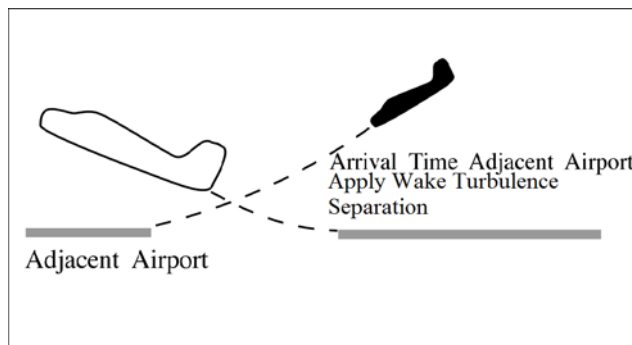 Arrival Time Adjacent Airport
Apply Wake Turbulence
Separation
Adjacent Airport